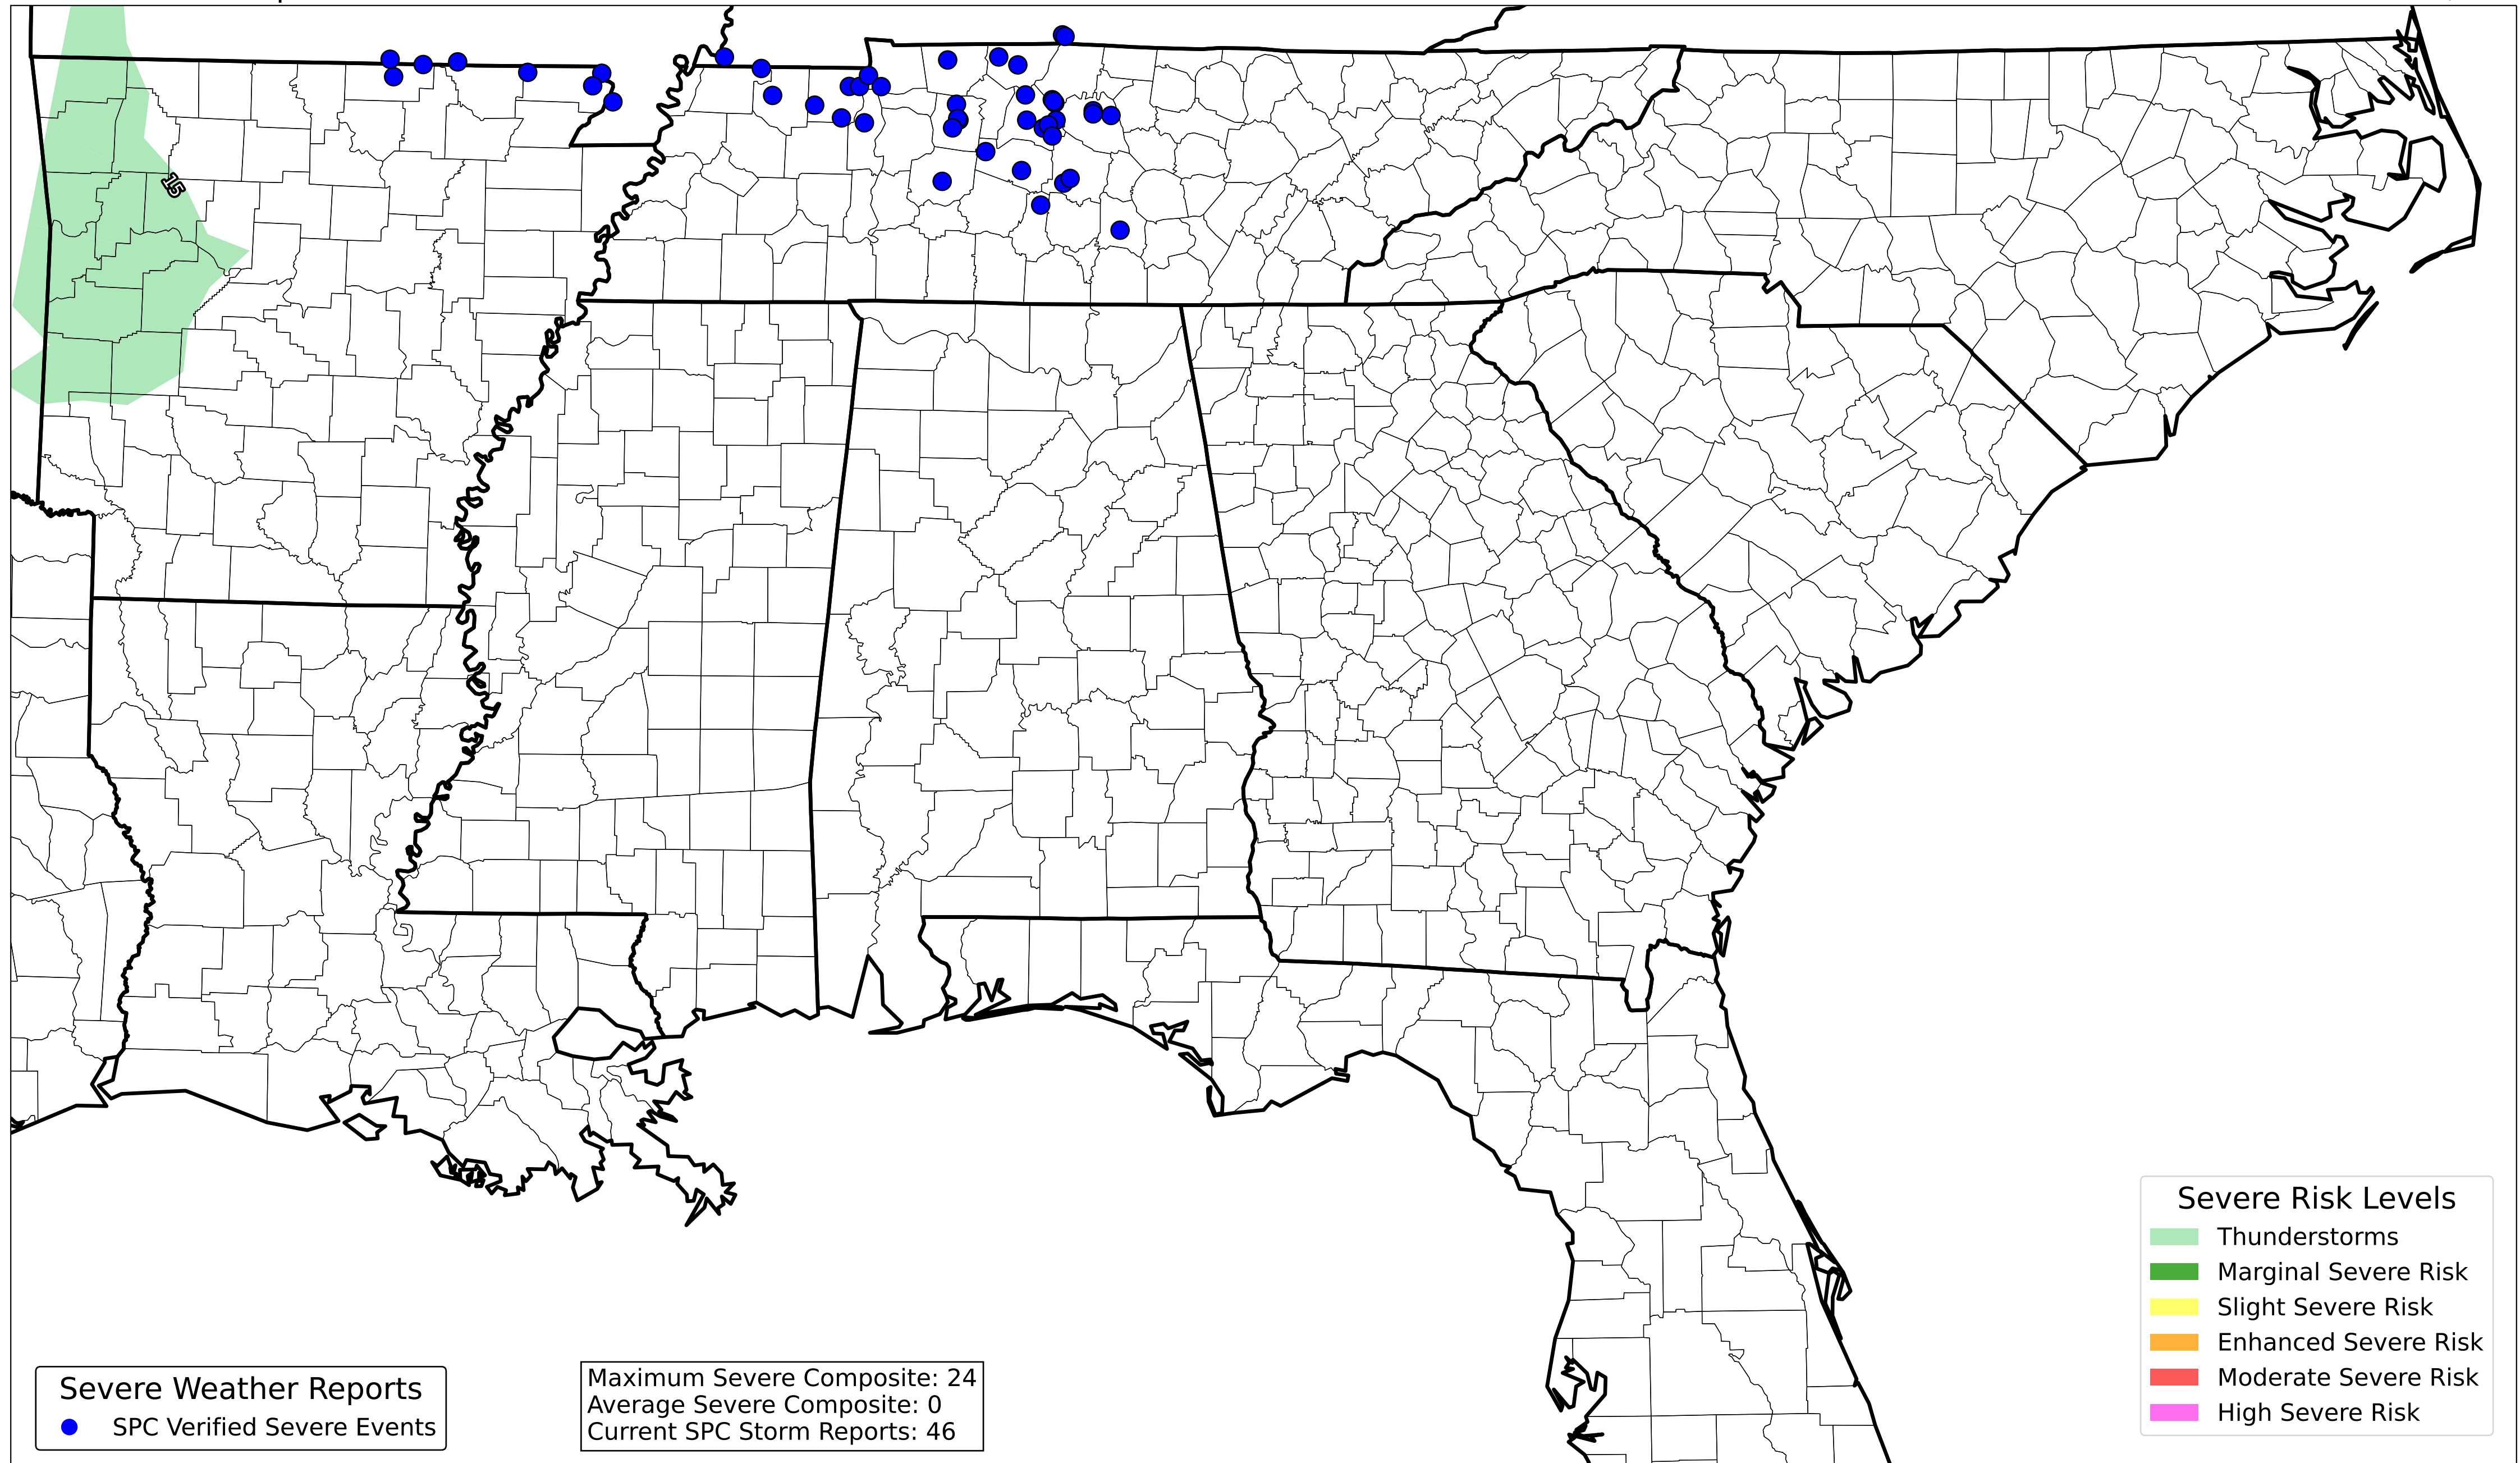 15
Severe Weather Reports
SPC Verified Severe Events
Maximum Severe Composite: 24
Average Severe Composite: 0
Current SPC Storm Reports: 46
Severe Risk Levels
Thunderstorms
Marginal Severe Risk
Slight Severe Risk
Enhanced Severe Risk
Moderate Severe Risk
High Severe Risk